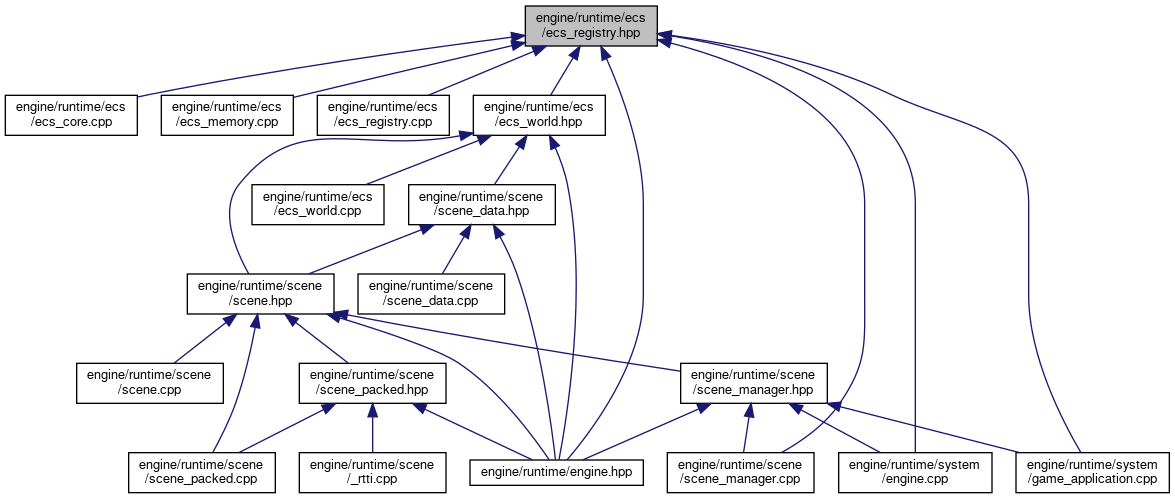 engine/runtime/ecs
/ecs_registry.hpp
engine/runtime/ecs
/ecs_core.cpp
engine/runtime/ecs
/ecs_memory.cpp
engine/runtime/ecs
/ecs_registry.cpp
engine/runtime/ecs
/ecs_world.hpp
engine/runtime/ecs
/ecs_world.cpp
engine/runtime/scene
/scene_data.hpp
engine/runtime/scene
/scene.hpp
engine/runtime/scene
/scene_data.cpp
engine/runtime/scene
/scene.cpp
engine/runtime/scene
/scene_packed.hpp
engine/runtime/scene
/scene_manager.hpp
engine/runtime/scene
/scene_packed.cpp
engine/runtime/scene
/_rtti.cpp
engine/runtime/engine.hpp
engine/runtime/scene
/scene_manager.cpp
engine/runtime/system
/engine.cpp
engine/runtime/system
/game_application.cpp